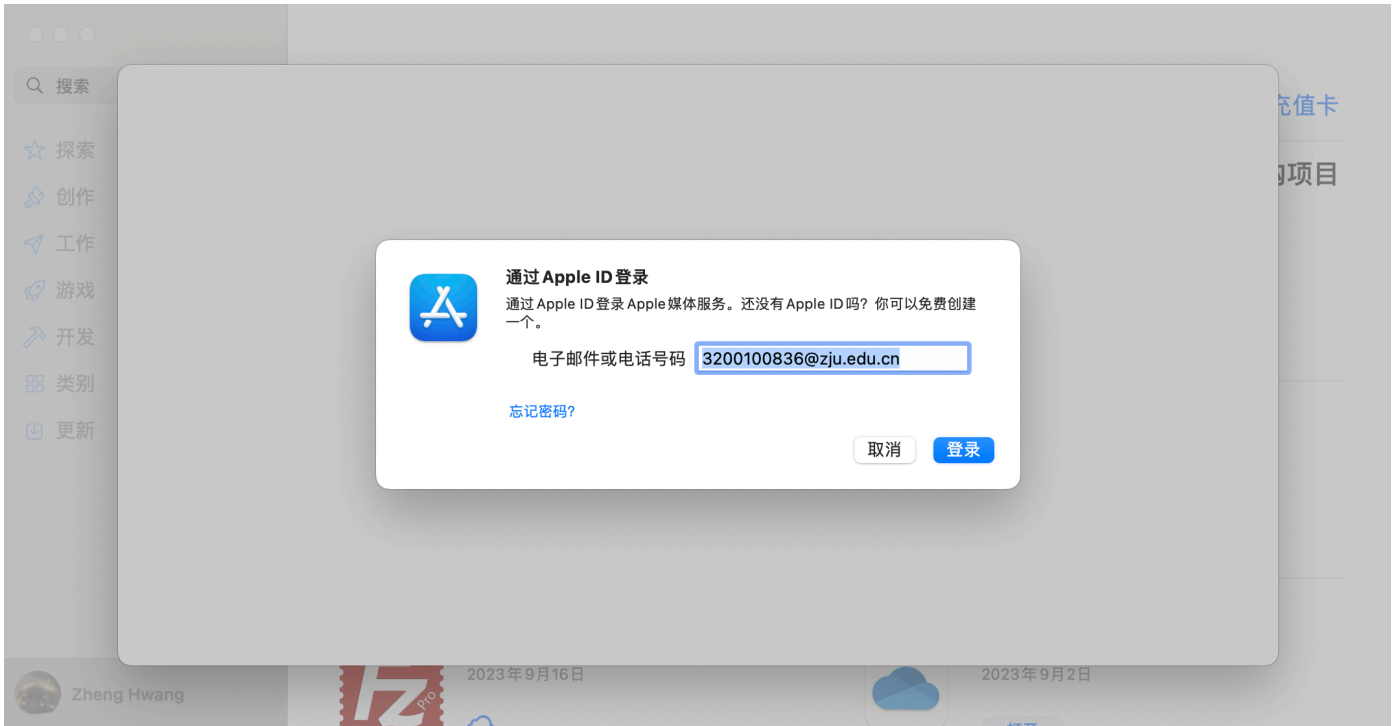 搜索
充值卡
探索
购项目
创作
工作
游戏
开发
类别
更新
通过 Apple ID 登录
通过 Apple ID 登录 Apple 媒体服务。还没有 Apple ID 吗？你可以免费创建
一个。
电子邮件或电话号码 3200100836@zju.edu.cn
忘记密码?
取消 登录
2023年9月16日
2023年9月2日
Zheng Hwang
FZ Pro
打开